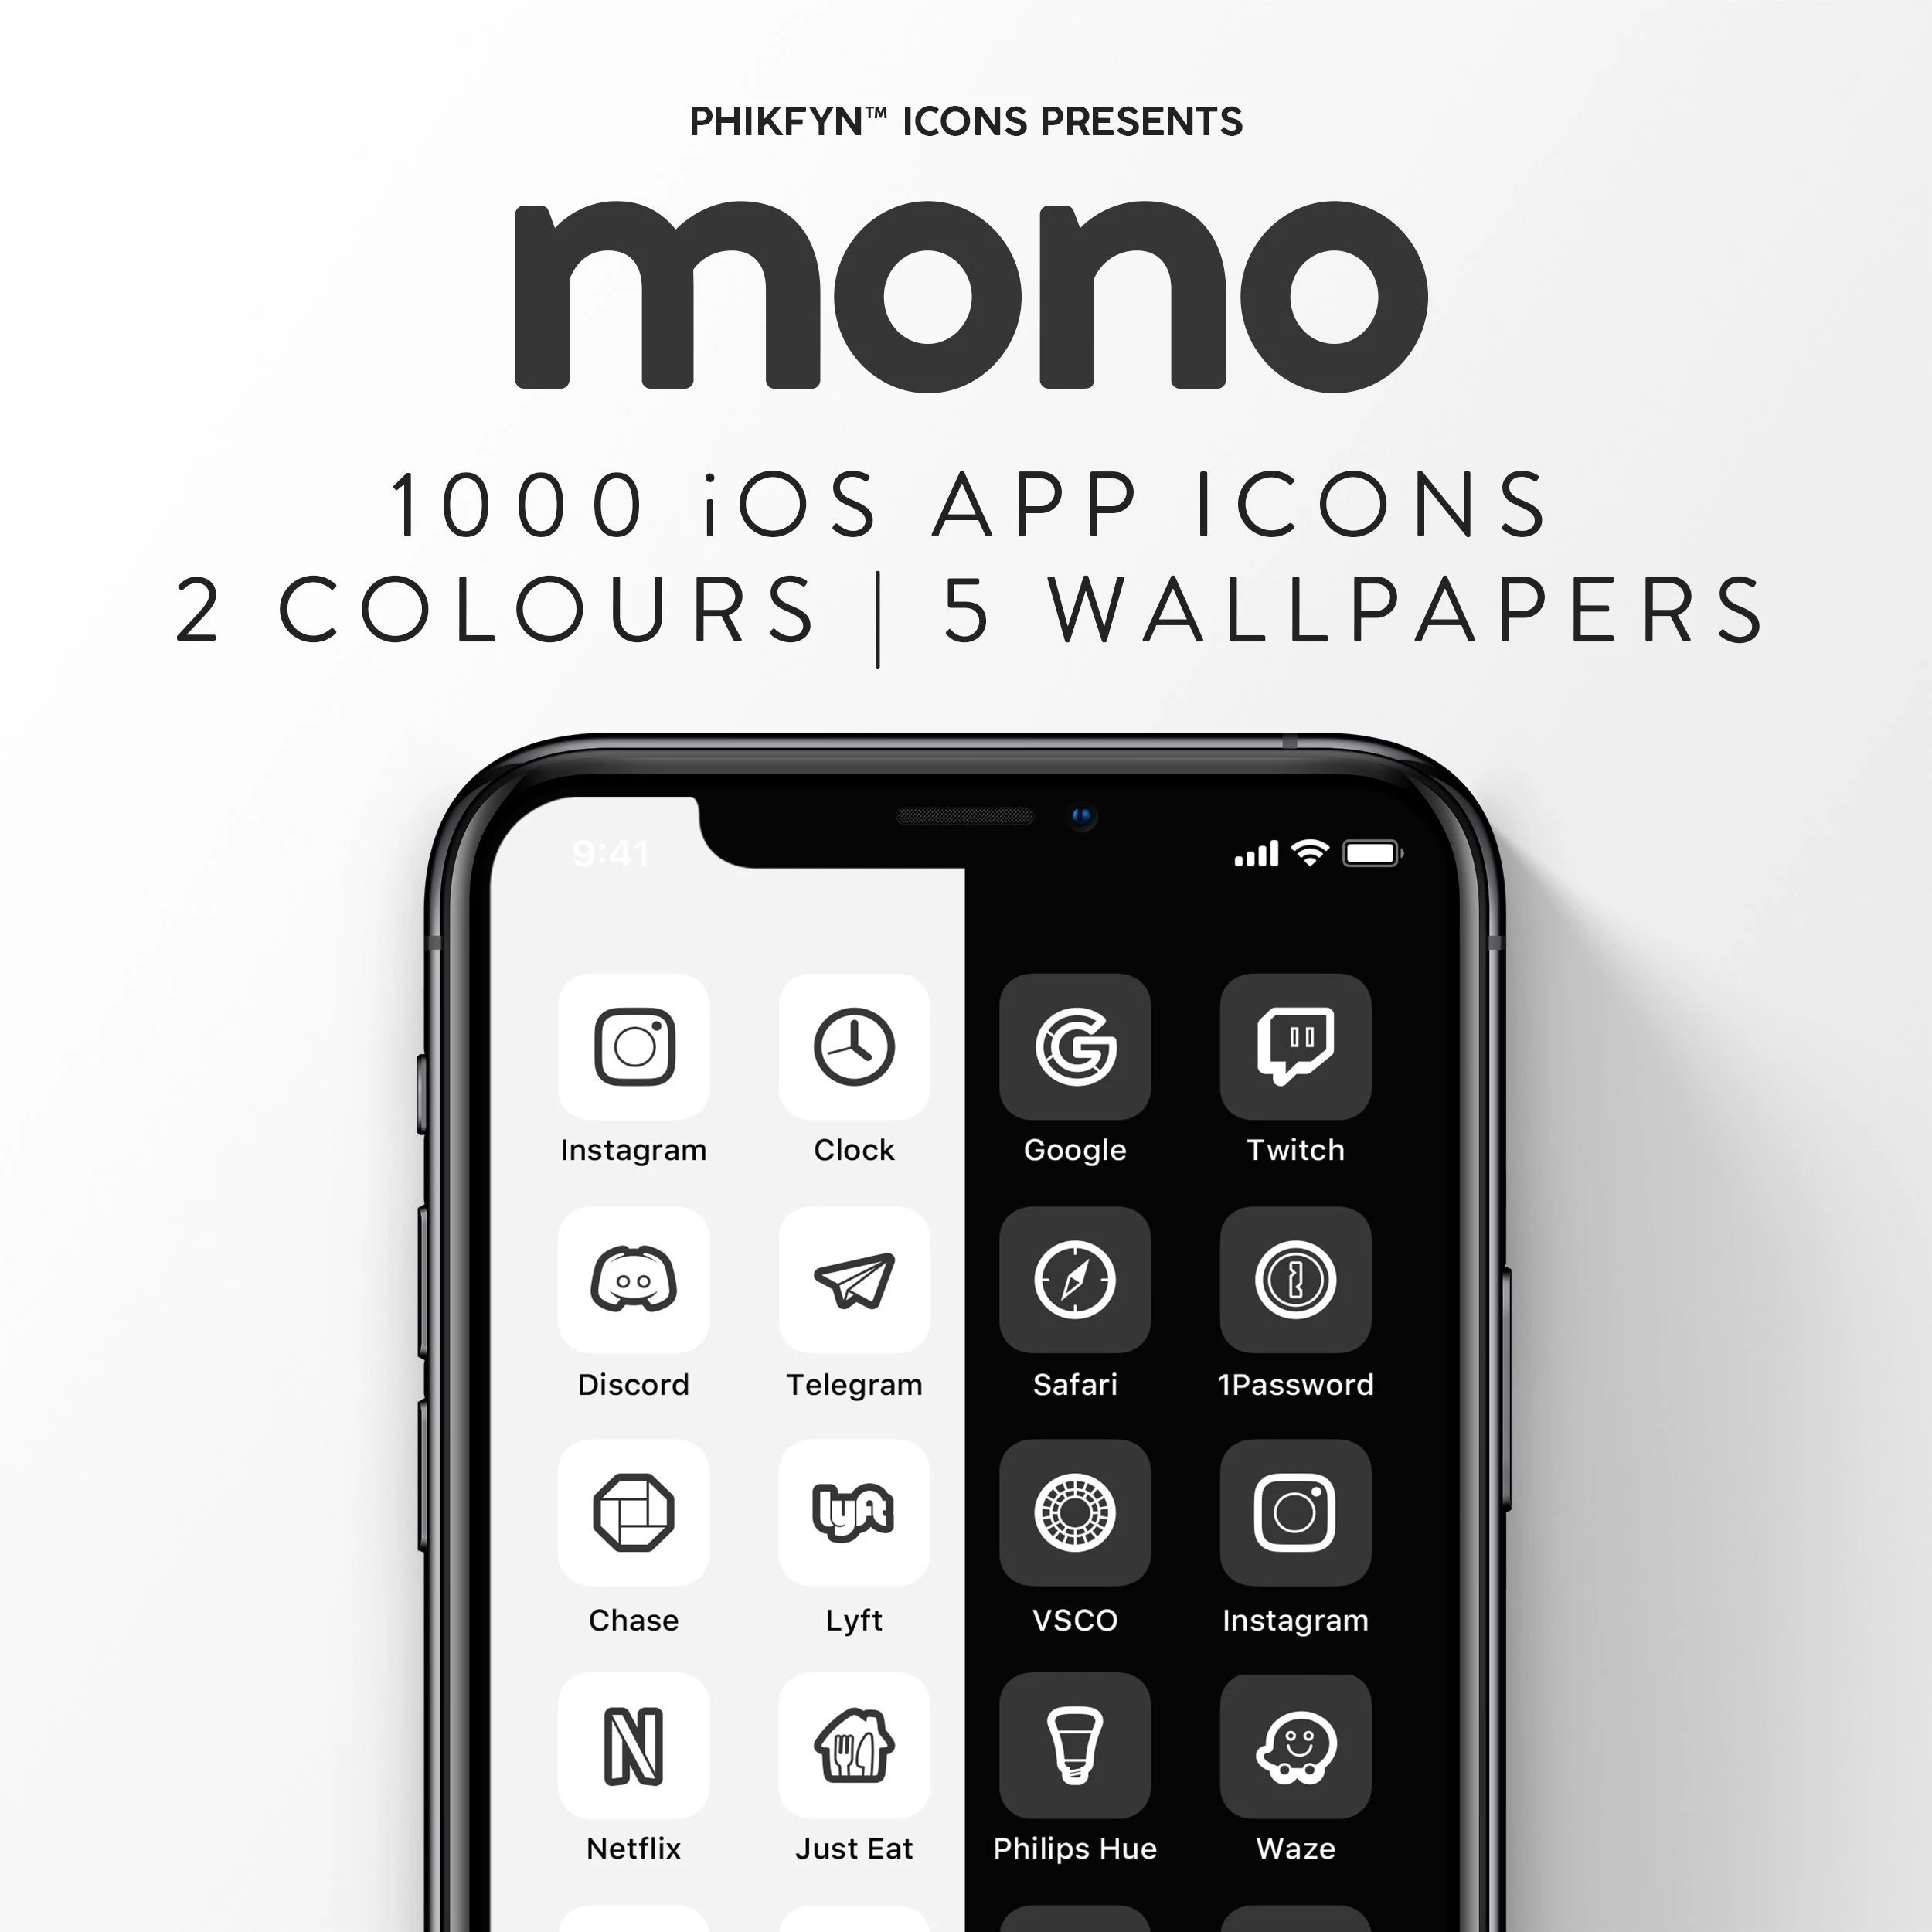 PHIKFYN™ ICONS PRESENTS
mono
1000 iOS APP ICONS
2 COLOURS | 5 WALLPAPERS
9:41
Instagram Clock Google Twitch
Discord Telegram Safari 1Password
lyft
Chase Lyft VSCO Instagram
Netflix Just Eat Philips Hue Waze